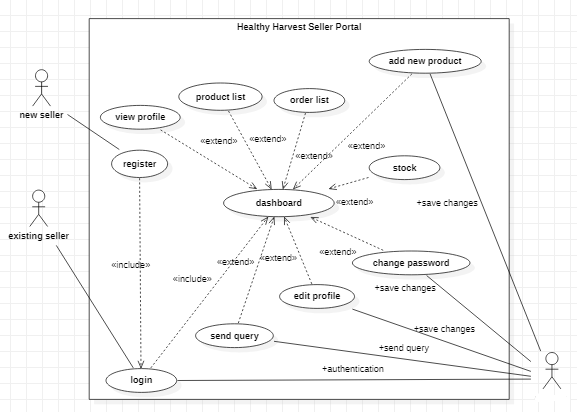 Healthy Harvest Seller Portal
add new product
product list
order list
new seller
view profile
«extend»
«extend»
«extend»
«extend»
register
stock
dashboard
«extend»
+save changes
existing seller
«include»
«include»
«extend»
«extend»
«extend»
change password
+save changes
edit profile
+save changes
send query
+send query
+authentication
login